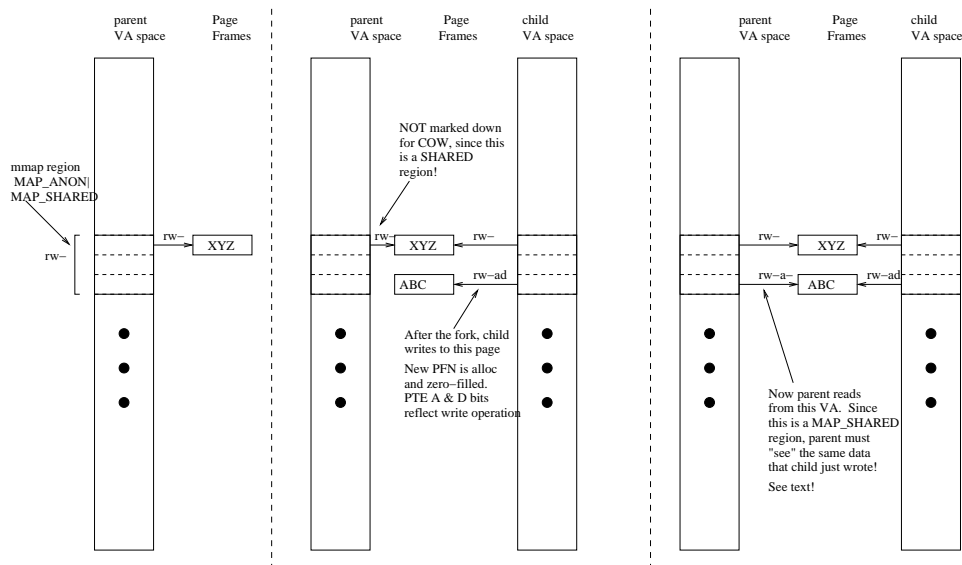 parent
VA space
Page
Frames
mmap region
MAP_ANON|
MAP_SHARED
rw-
rw-
XYZ
parent
VA space
Page
Frames
child
VA space
NOT marked down
for COW, since this
is a SHARED
region!
rw-
XYZ
rw-
ABC
rw-ad
After the fork, child
writes to this page
New PFN is alloc
and zero-filled.
PTE A & D bits
reflect write operation
parent
VA space
Page
Frames
child
VA space
rw-
XYZ
rw-
rw-a-
ABC
rw-ad
Now parent reads
from this VA. Since
this is a MAP_SHARED
region, parent must
"see" the same data
that child just wrote!
See text!